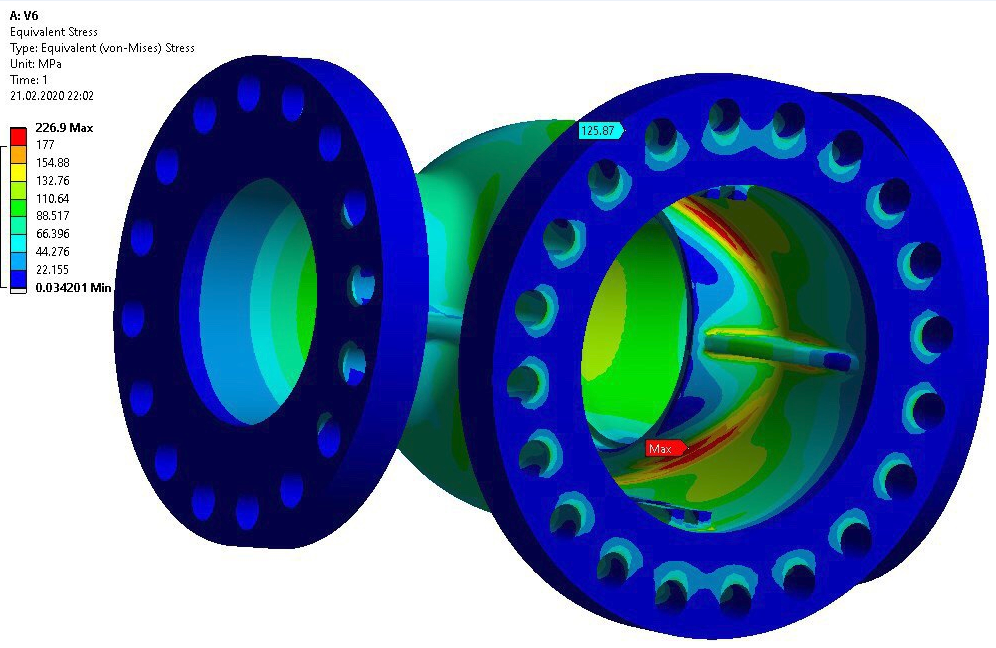 A: V6
Equivalent Stress
Type: Equivalent (von-Mises) Stress
Unit: MPa
Time: 1
21.02.2020 22:02
226.9 Max
177
154.88
132.76
110.64
88.517
66.396
44.276
22.155
0.034201 Min
125.87
Max